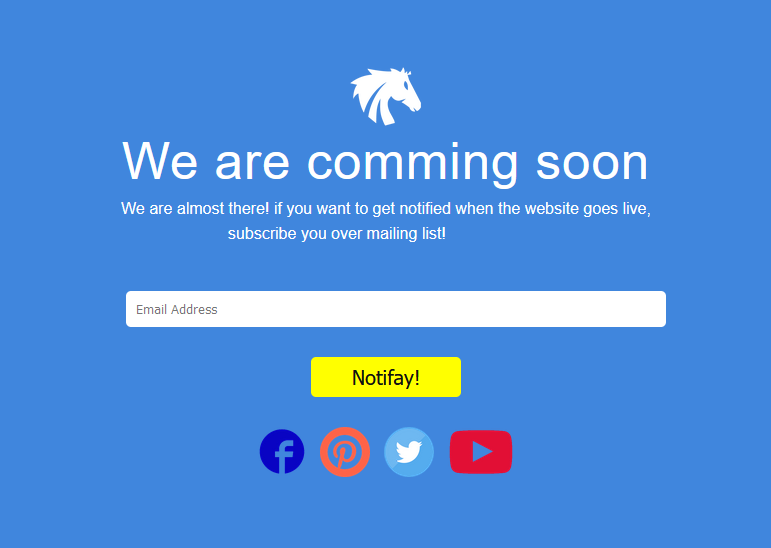 We are comming soon
We are almost there! if you want to get notified when the website goes live,
subscribe you over mailing list!
Email Address
Notifay!